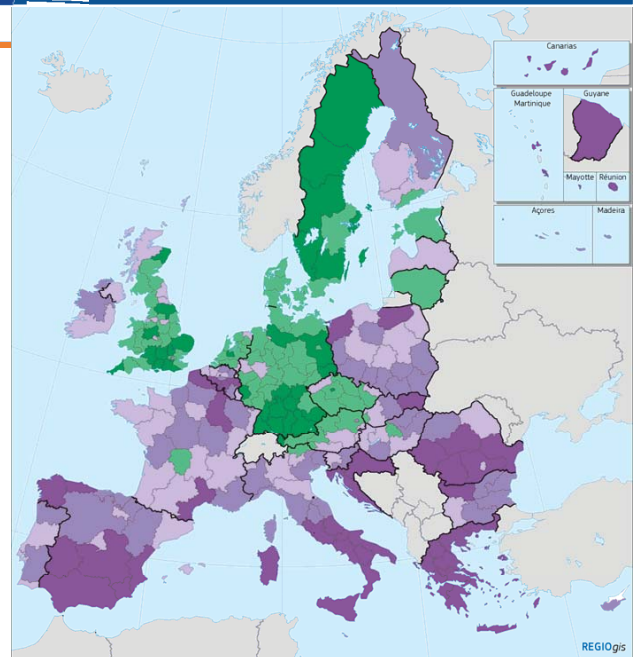 Canarias
Guadeloupe
Martinique
Guyane
Mayotte
Réunion
Açores
Madeira
REGIOgis